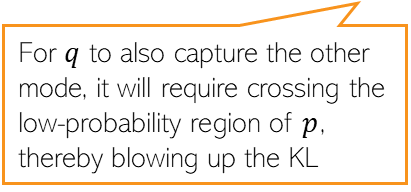 For q to also capture the other
mode, it will require crossing the
low-probability region of p,
thereby blowing up the KL